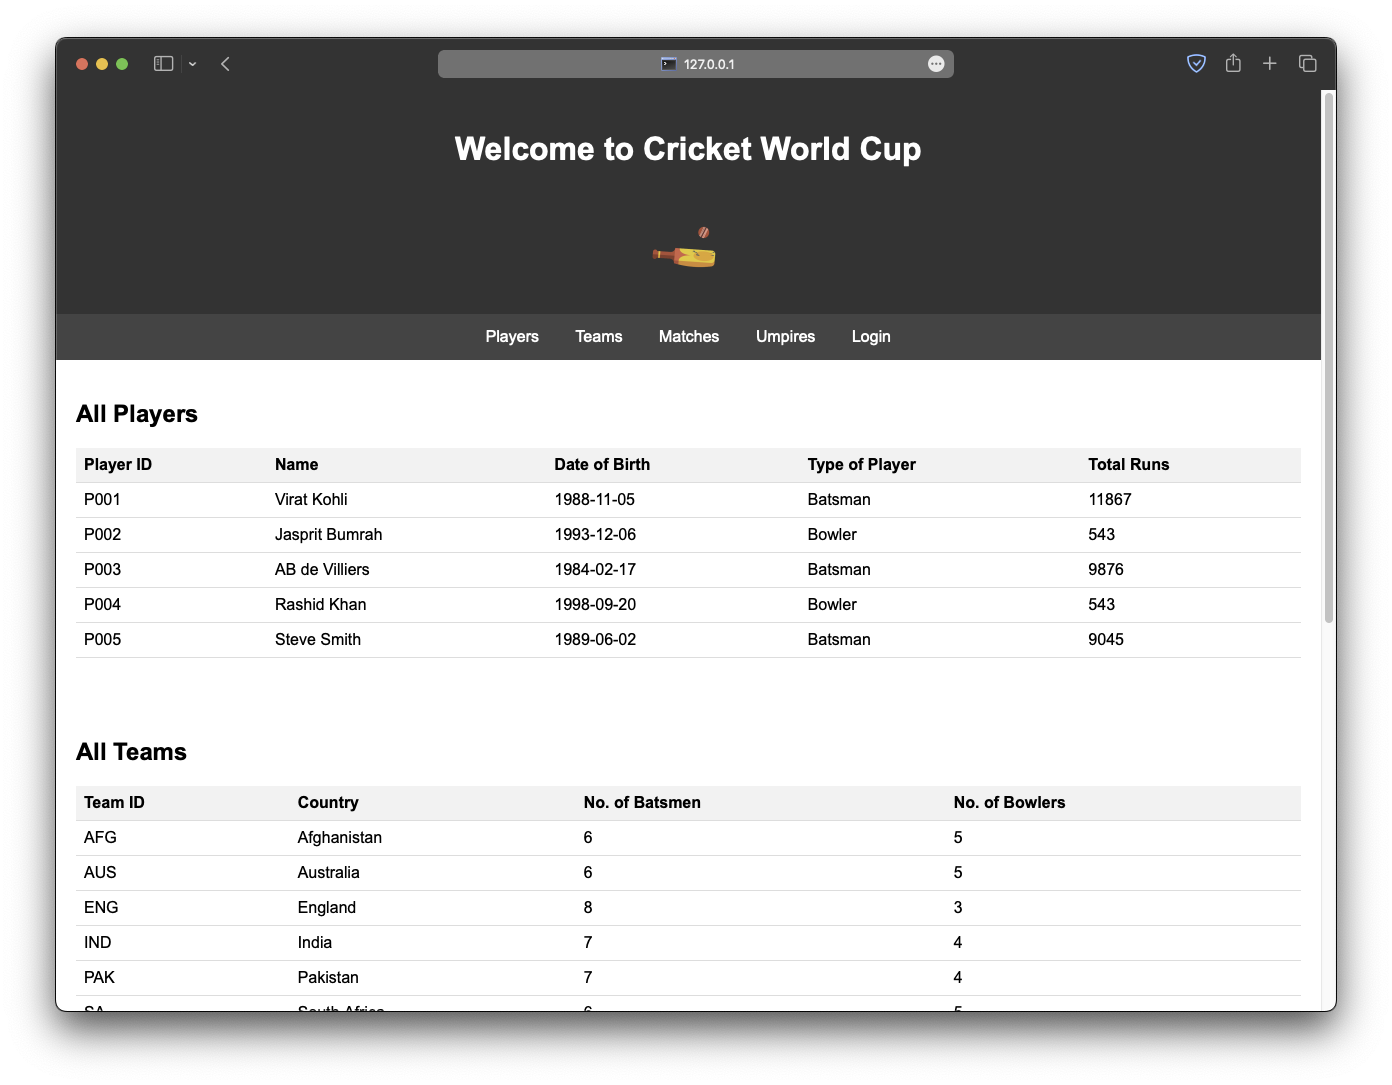 127.0.0.1
Welcome to Cricket World Cup
Players Teams Matches Umpires Login
All Players
Player ID Name Date of Birth Type of Player Total Runs
P001 Virat Kohli 1988-11-05 Batsman 11867
P002 Jasprit Bumrah 1993-12-06 Bowler 543
P003 AB de Villiers 1984-02-17 Batsman 9876
P004 Rashid Khan 1998-09-20 Bowler 543
P005 Steve Smith 1989-06-02 Batsman 9045
All Teams
Team ID Country No. of Batsmen No. of Bowlers
AFG Afghanistan 6 5
AUS Australia 6 5
ENG England 8 3
IND India 7 4
PAK Pakistan 7 4
SA South Africa 6 5